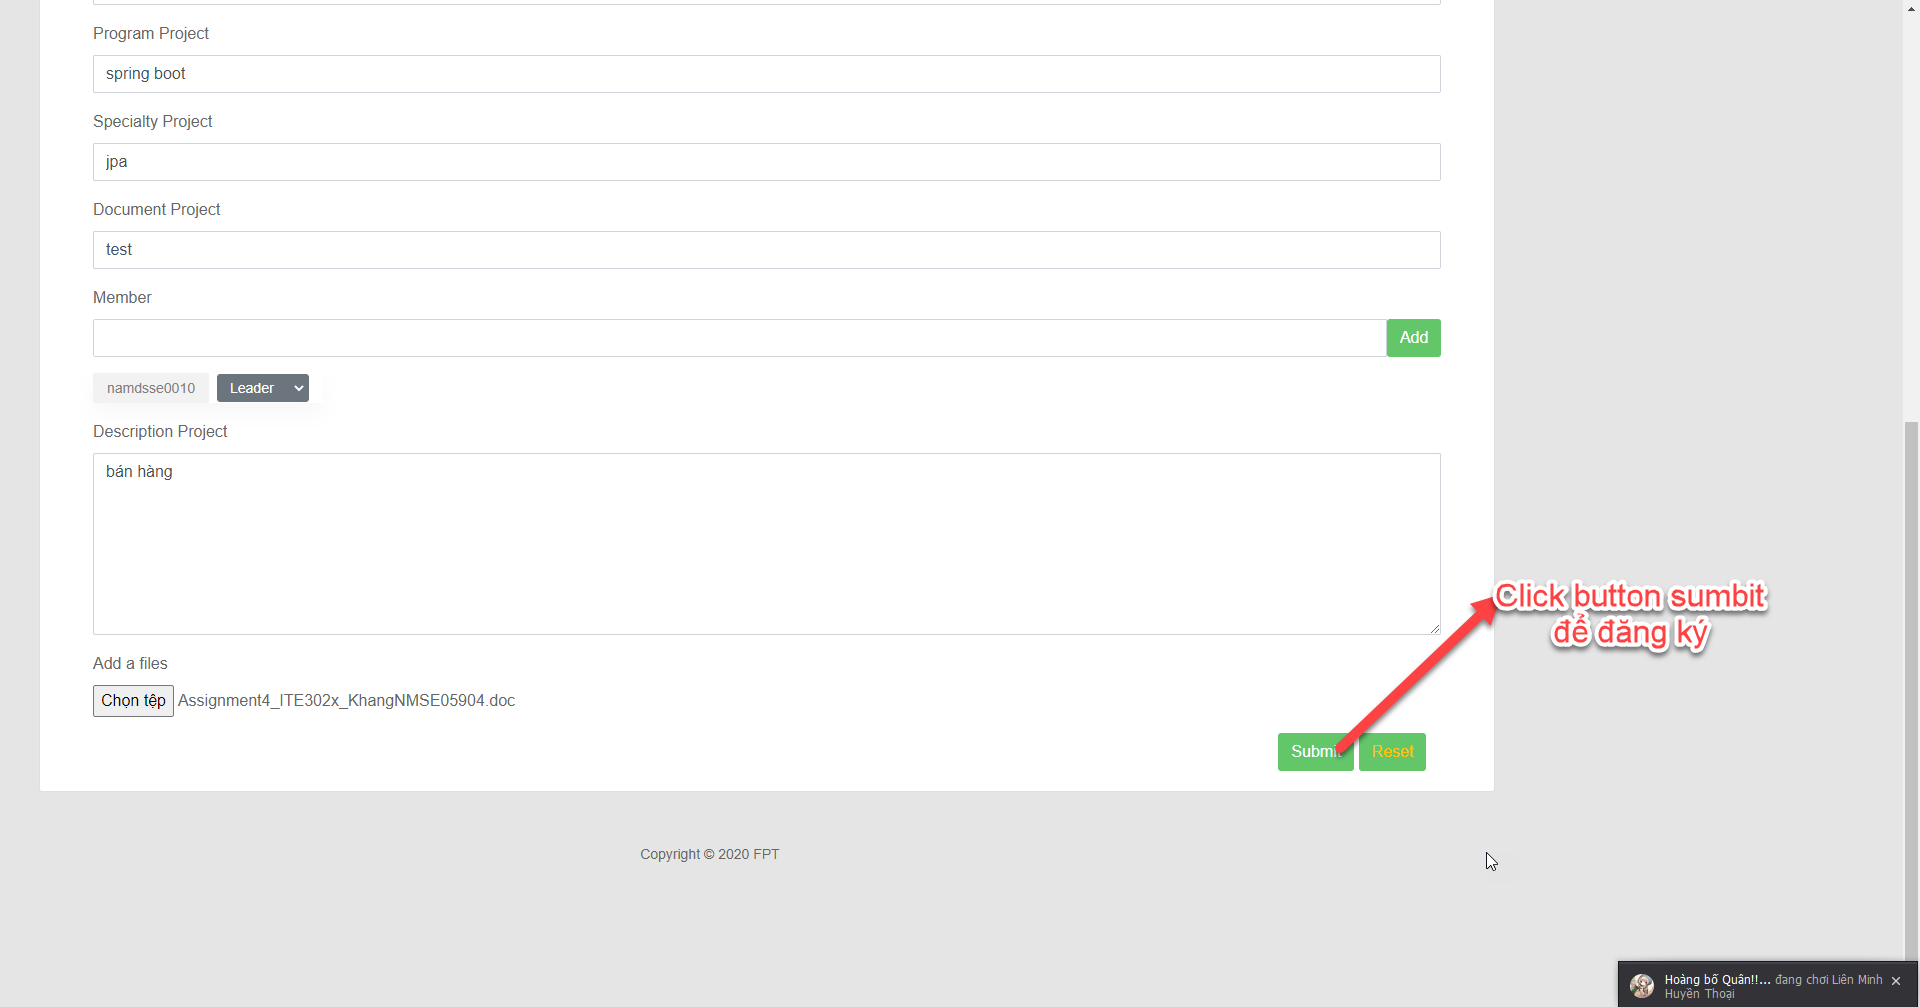 Program Project
spring boot
Specialty Project
jpa
Document Project
test
Member
Add
namdsse0010
Leader
Description Project
bán hàng
Click button sumbit
để đăng ký
Add a files
Chọn tệp Assignment4_ITE302x_KhangNMSE05904.doc
Submit Reset
Copyright © 2020 FPT
Hoàng bố Quân!!... đang chơi Liên Minh
Huyền Thoại